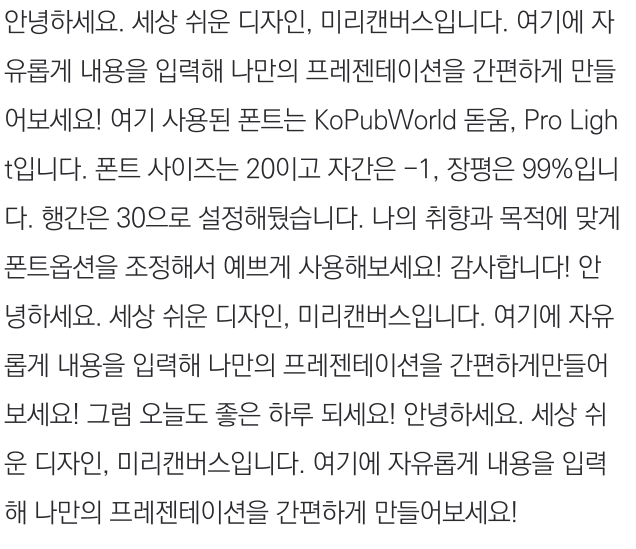 안녕하세요. 세상 쉬운 디자인, 미리캔버스입니다. 여기에 자
유롭게 내용을 입력해 나만의 프레젠테이션을 간편하게 만들
어보세요! 여기 사용된 폰트는 KoPubWorld 돋움, Pro Ligh
t입니다. 폰트 사이즈는 20이고 자간은 -1, 장평은 99%입니
다. 행간은 30으로 설정해뒀습니다. 나의 취향과 목적에 맞게
폰트옵션을 조정해서 예쁘게 사용해보세요! 감사합니다! 안
녕하세요. 세상 쉬운 디자인, 미리캔버스입니다. 여기에 자유
롭게 내용을 입력해 나만의 프레젠테이션을 간편하게만들어
보세요! 그럼 오늘도 좋은 하루 되세요! 안녕하세요. 세상 쉬
운 디자인, 미리캔버스입니다. 여기에 자유롭게 내용을 입력
해 나만의 프레젠테이션을 간편하게 만들어보세요!